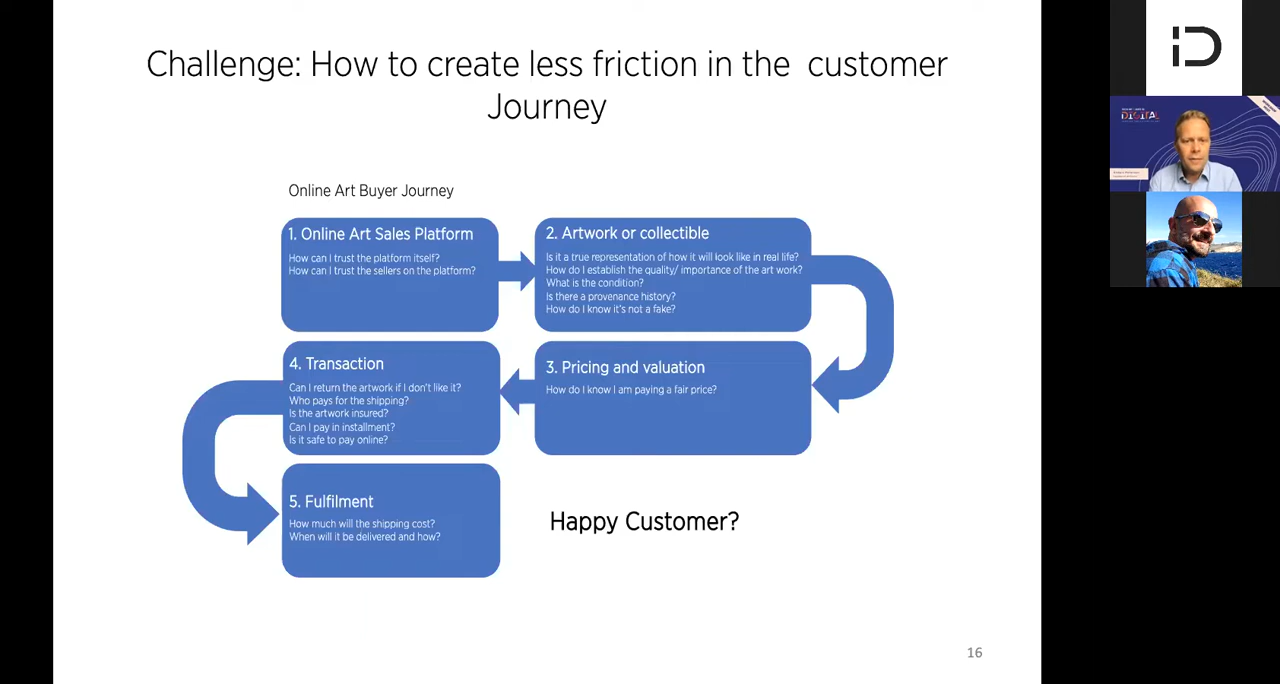 Challenge: How to create less friction in the customer
Journey
Online Art Buyer Journey
1. Online Art Sales Platform
How can I trust the platform itself?
How can I trust the sellers on the platform?
2. Artwork or collectible
Is it a true representation of how it will look like in real life?
How do I establish the quality/ importance of the art work?
What is the condition?
Is there a provenance history?
How do I know it's not a fake?
3. Pricing and valuation
How do I know I am paying a fair price?
4. Transaction
Can I return the artwork if I don't like it?
Who pays for the shipping?
Is the artwork insured?
Can I pay in installment?
Is it safe to pay online?
5. Fulfilment
How much will the shipping cost?
When will it be delivered and how?
Happy Customer?
16
DIGITAL